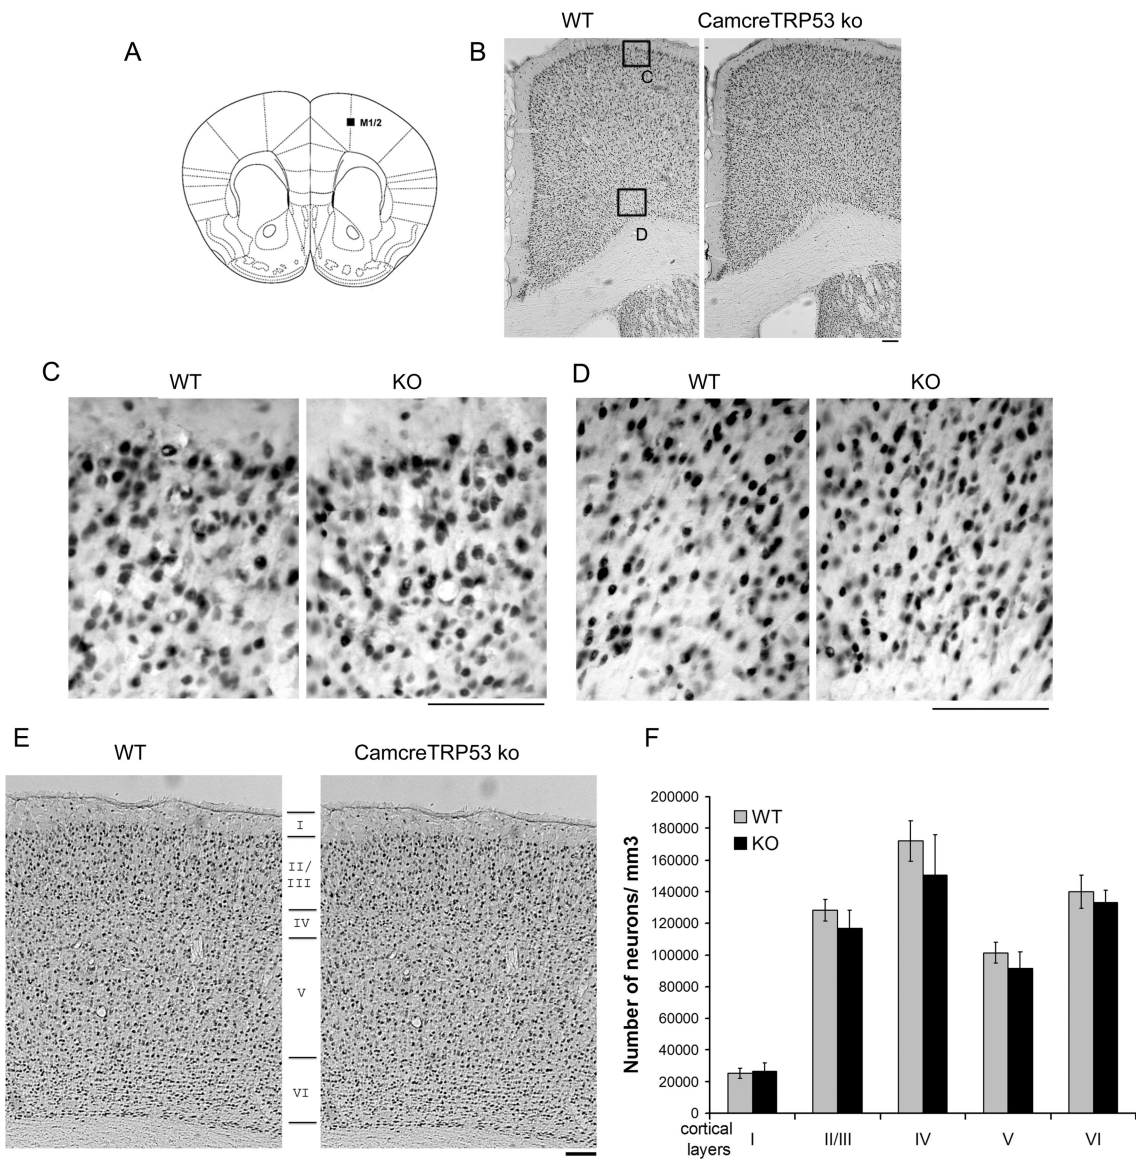 WT
CamcreTRP53 ko
A
B
M1/2
C
D
C
WT
KO
D
WT
KO
E
WT
CamcreTRP53 ko
I
II/
III
IV
V
VI
F
Number of neurons/ mm3
200000
180000
160000
140000
120000
100000
80000
60000
40000
20000
0
WT
KO
cortical
layers
I
II/III
IV
V
VI